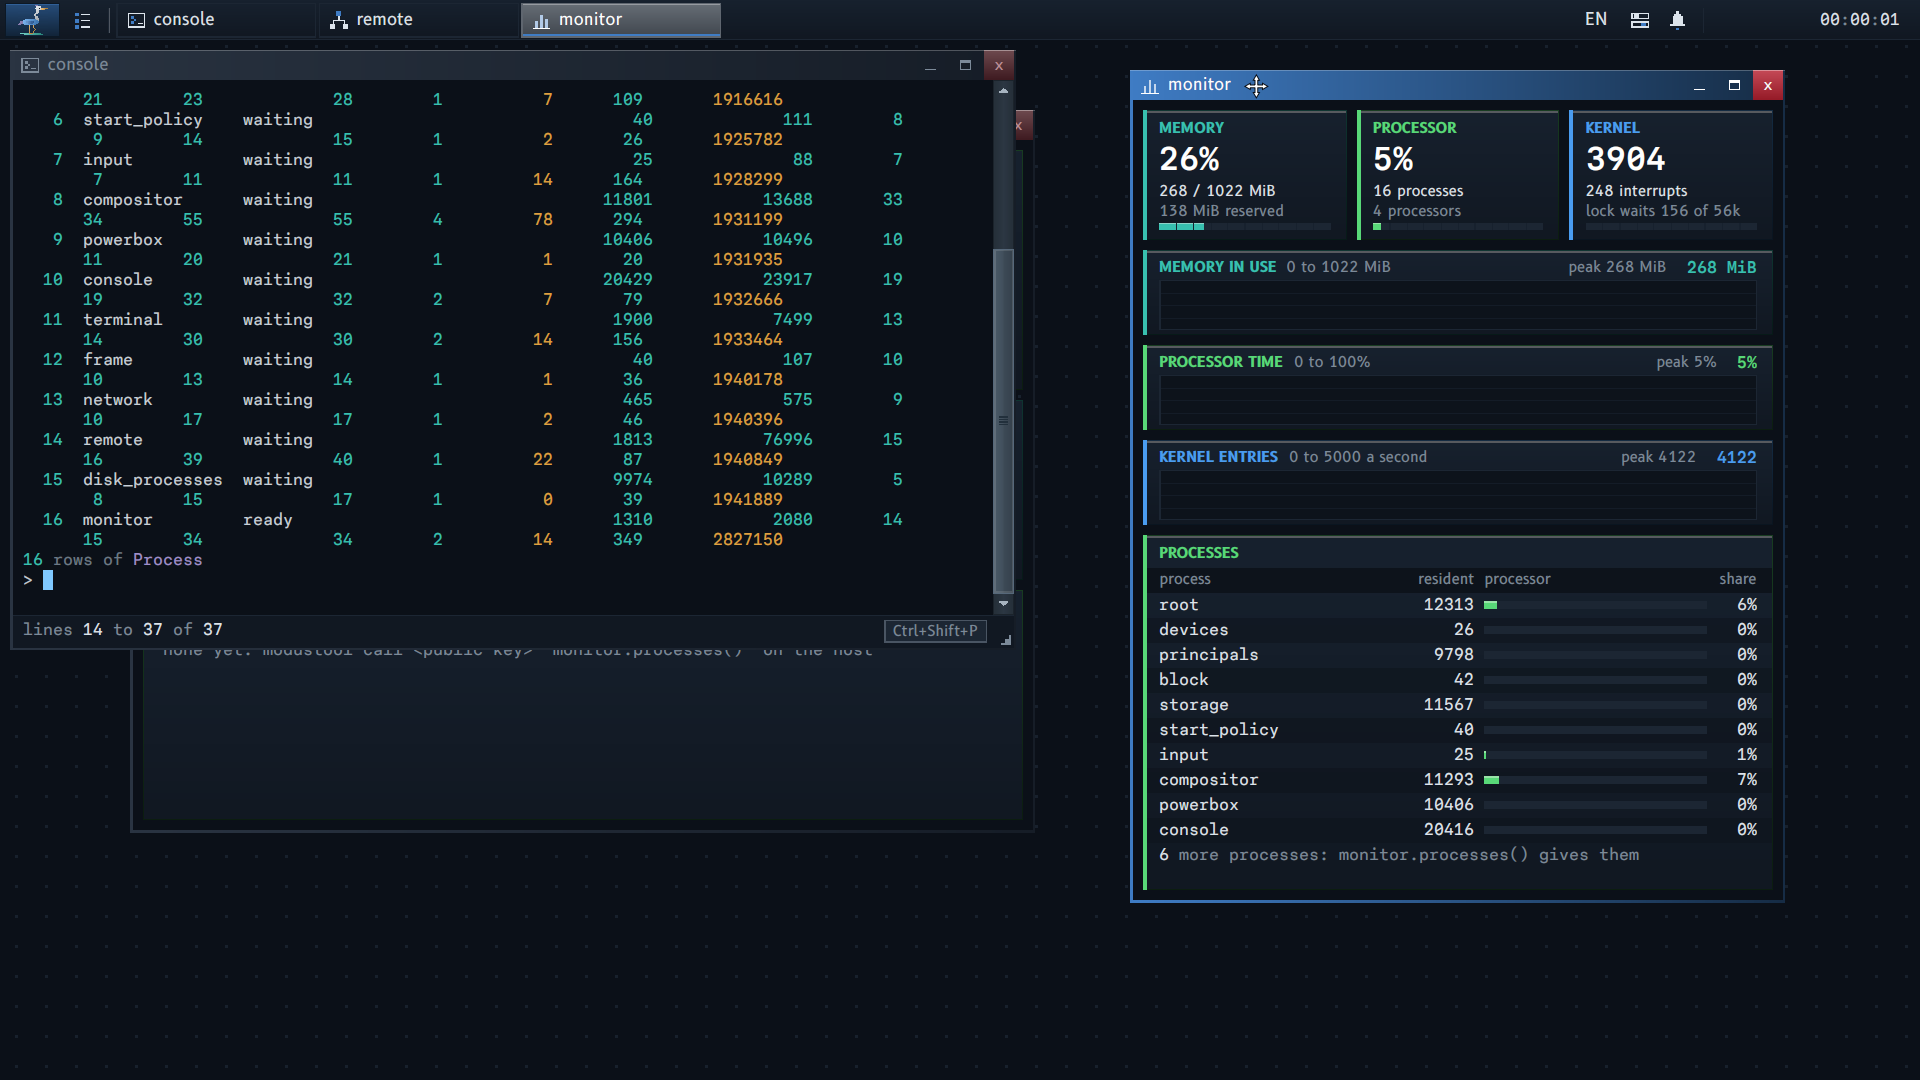 console
remote
monitor
EN
00:00:01
console
x
21 23 28 1 7 109 1916616
6 start_policy waiting 40 111 8
9 14 15 1 2 26 1925782
7 input waiting 25 88 7
7 11 11 1 14 164 1928299
8 compositor waiting 11801 13688 33
34 55 55 4 78 294 1931199
9 powerbox waiting 10406 10496 10
11 20 21 1 1 20 1931935
10 console waiting 20429 23917 19
19 32 32 2 7 79 1932666
11 terminal waiting 1900 7499 13
14 30 30 2 14 156 1933464
12 frame waiting 40 107 10
10 13 14 1 1 36 1940178
13 network waiting 465 575 9
10 17 17 1 2 46 1940396
14 remote waiting 1813 76996 15
16 39 40 1 22 87 1940849
15 disk_processes waiting 9974 10289 5
8 15 17 1 0 39 1941889
16 monitor ready 1310 2080 14
15 34 34 2 14 349 2827150
16 rows of Process
>
lines 14 to 37 of 37
Ctrl+Shift+P
x
none yet: modustool call <public key> monitor.processes() on the host
monitor
x
MEMORY
26%
268 / 1022 MiB
138 MiB reserved
PROCESSOR
5%
16 processes
4 processors
KERNEL
3904
248 interrupts
lock waits 156 of 56k
MEMORY IN USE 0 to 1022 MiB peak 268 MiB 268 MiB
PROCESSOR TIME 0 to 100% peak 5% 5%
KERNEL ENTRIES 0 to 5000 a second peak 4122 4122
PROCESSES
process resident processor share
root 12313 6%
devices 26 0%
principals 9798 0%
block 42 0%
storage 11567 0%
start_policy 40 0%
input 25 1%
compositor 11293 7%
powerbox 10406 0%
console 20416 0%
6 more processes: monitor.processes() gives them